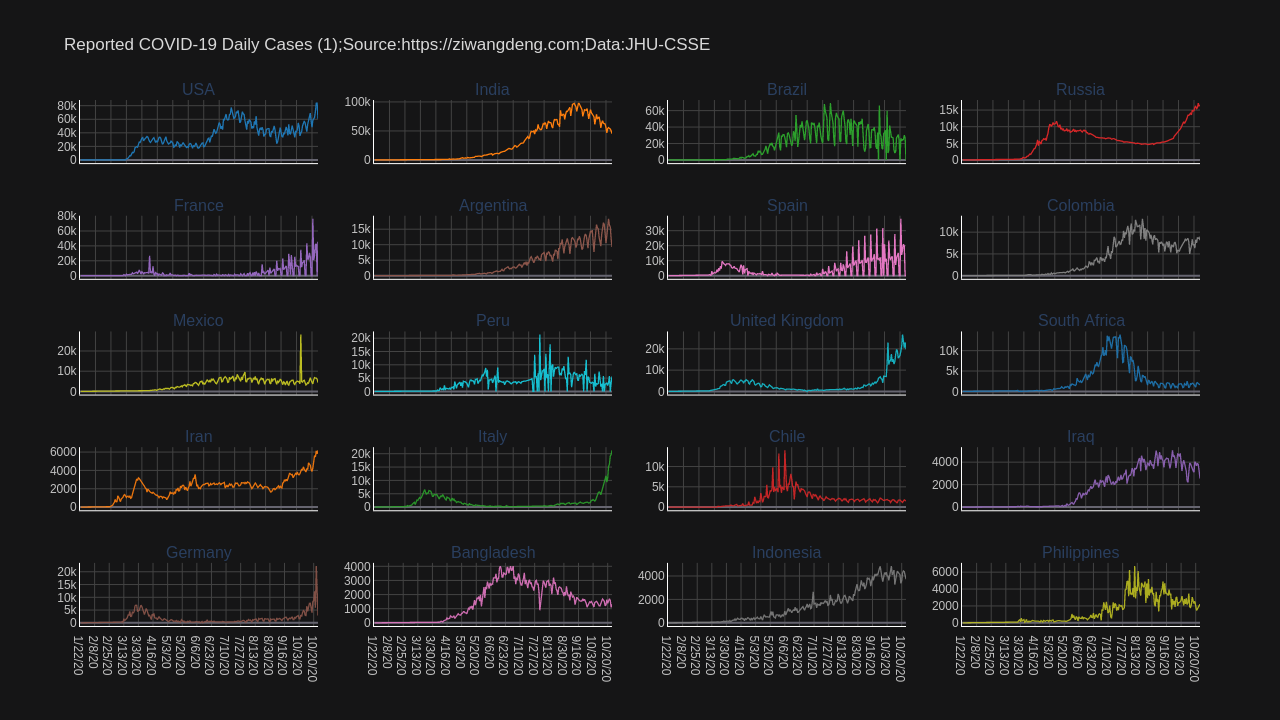 Reported COVID-19 Daily Cases (1);Source:https://ziwangdeng.com;Data:JHU-CSSE
USA
80k
60k
40k
20k
0
India
100k
50k
0
Brazil
60k
40k
20k
0
Russia
15k
10k
5k
0
France
80k
60k
40k
20k
0
Argentina
15k
10k
5k
0
Spain
30k
20k
10k
0
Colombia
10k
5k
0
Mexico
20k
10k
0
Peru
20k
15k
10k
5k
0
United Kingdom
20k
10k
0
South Africa
10k
5k
0
Iran
6000
4000
2000
0
Italy
20k
15k
10k
5k
0
Chile
10k
5k
0
Iraq
4000
2000
0
Germany
20k
15k
10k
5k
0
Bangladesh
4000
3000
2000
1000
0
Indonesia
4000
2000
0
Philippines
6000
4000
2000
0
1/22/20 2/8/20 2/25/20 3/13/20 3/30/20 4/16/20 5/3/20 5/20/20 6/6/20 6/23/20 7/10/20 7/27/20 8/13/20 8/30/20 9/16/20 10/3/20 10/20/20
1/22/20 2/8/20 2/25/20 3/13/20 3/30/20 4/16/20 5/3/20 5/20/20 6/6/20 6/23/20 7/10/20 7/27/20 8/13/20 8/30/20 9/16/20 10/3/20 10/20/20
1/22/20 2/8/20 2/25/20 3/13/20 3/30/20 4/16/20 5/3/20 5/20/20 6/6/20 6/23/20 7/10/20 7/27/20 8/13/20 8/30/20 9/16/20 10/3/20 10/20/20
1/22/20 2/8/20 2/25/20 3/13/20 3/30/20 4/16/20 5/3/20 5/20/20 6/6/20 6/23/20 7/10/20 7/27/20 8/13/20 8/30/20 9/16/20 10/3/20 10/20/20